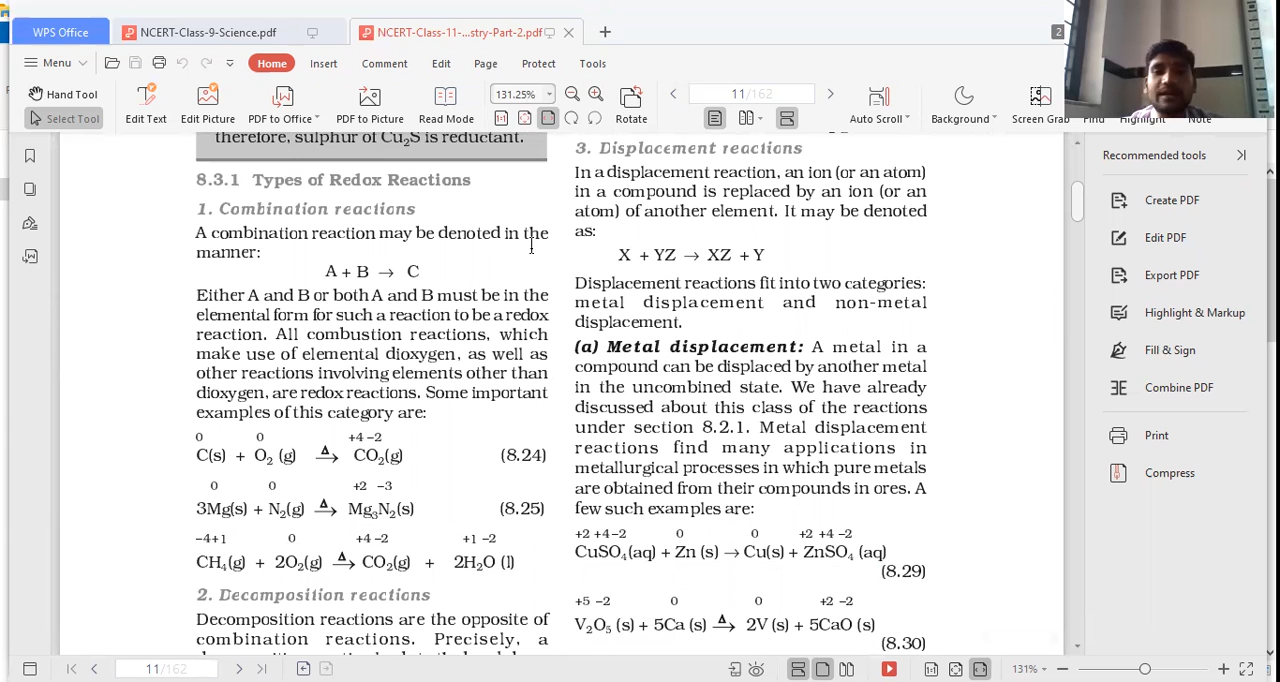 WPS Office
NCERT-Class-9-Science.pdf
NCERT-Class-11-...stry-Part-2.pdf
2
Menu
Home
Insert
Comment
Edit
Page
Protect
Tools
Hand Tool
Select Tool
Edit Text
Edit Picture
PDF to Office
PDF to Picture
Read Mode
131.25%
Rotate
11/162
Auto Scroll
Background
Screen Grab
Find
Highlight
Note
therefore, sulphur of Cu2S is reductant.
8.3.1 Types of Redox Reactions
1. Combination reactions
A combination reaction may be denoted in the
manner:
A + B → C
Either A and B or both A and B must be in the
elemental form for such a reaction to be a redox
reaction. All combustion reactions, which
make use of elemental dioxygen, as well as
other reactions involving elements other than
dioxygen, are redox reactions. Some important
examples of this category are:
0 0 +4 –2
C(s) + O2 (g) Δ→ CO2(g) (8.24)
0 0 +2 –3
3Mg(s) + N2(g) Δ→ Mg3N2(s) (8.25)
–4+1 0 +4 –2 +1 –2
CH4(g) + 2O2(g) Δ→ CO2(g) + 2H2O (l)
2. Decomposition reactions
Decomposition reactions are the opposite of
combination reactions. Precisely, a
3. Displacement reactions
In a displacement reaction, an ion (or an atom)
in a compound is replaced by an ion (or an
atom) of another element. It may be denoted
as:
X + YZ → XZ + Y
Displacement reactions fit into two categories:
metal displacement and non-metal
displacement.
(a) Metal displacement: A metal in a
compound can be displaced by another metal
in the uncombined state. We have already
discussed about this class of the reactions
under section 8.2.1. Metal displacement
reactions find many applications in
metallurgical processes in which pure metals
are obtained from their compounds in ores. A
few such examples are:
+2 +4 –2 0 0 +2 +4 –2
CuSO4(aq) + Zn (s) → Cu(s) + ZnSO4 (aq)
(8.29)
+5 –2 0 0 +2 –2
V2O5 (s) + 5Ca (s) Δ→ 2V (s) + 5CaO (s)
(8.30)
Recommended tools
Create PDF
Edit PDF
Export PDF
Highlight & Markup
Fill & Sign
Combine PDF
Print
Compress
11/162
131%